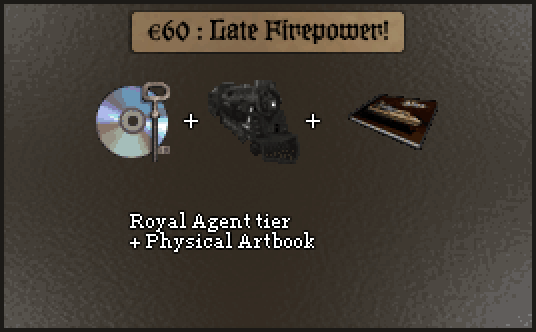 €60 : Late Firepower!
+ +
Royal Agent tier
+ Physical Artbook